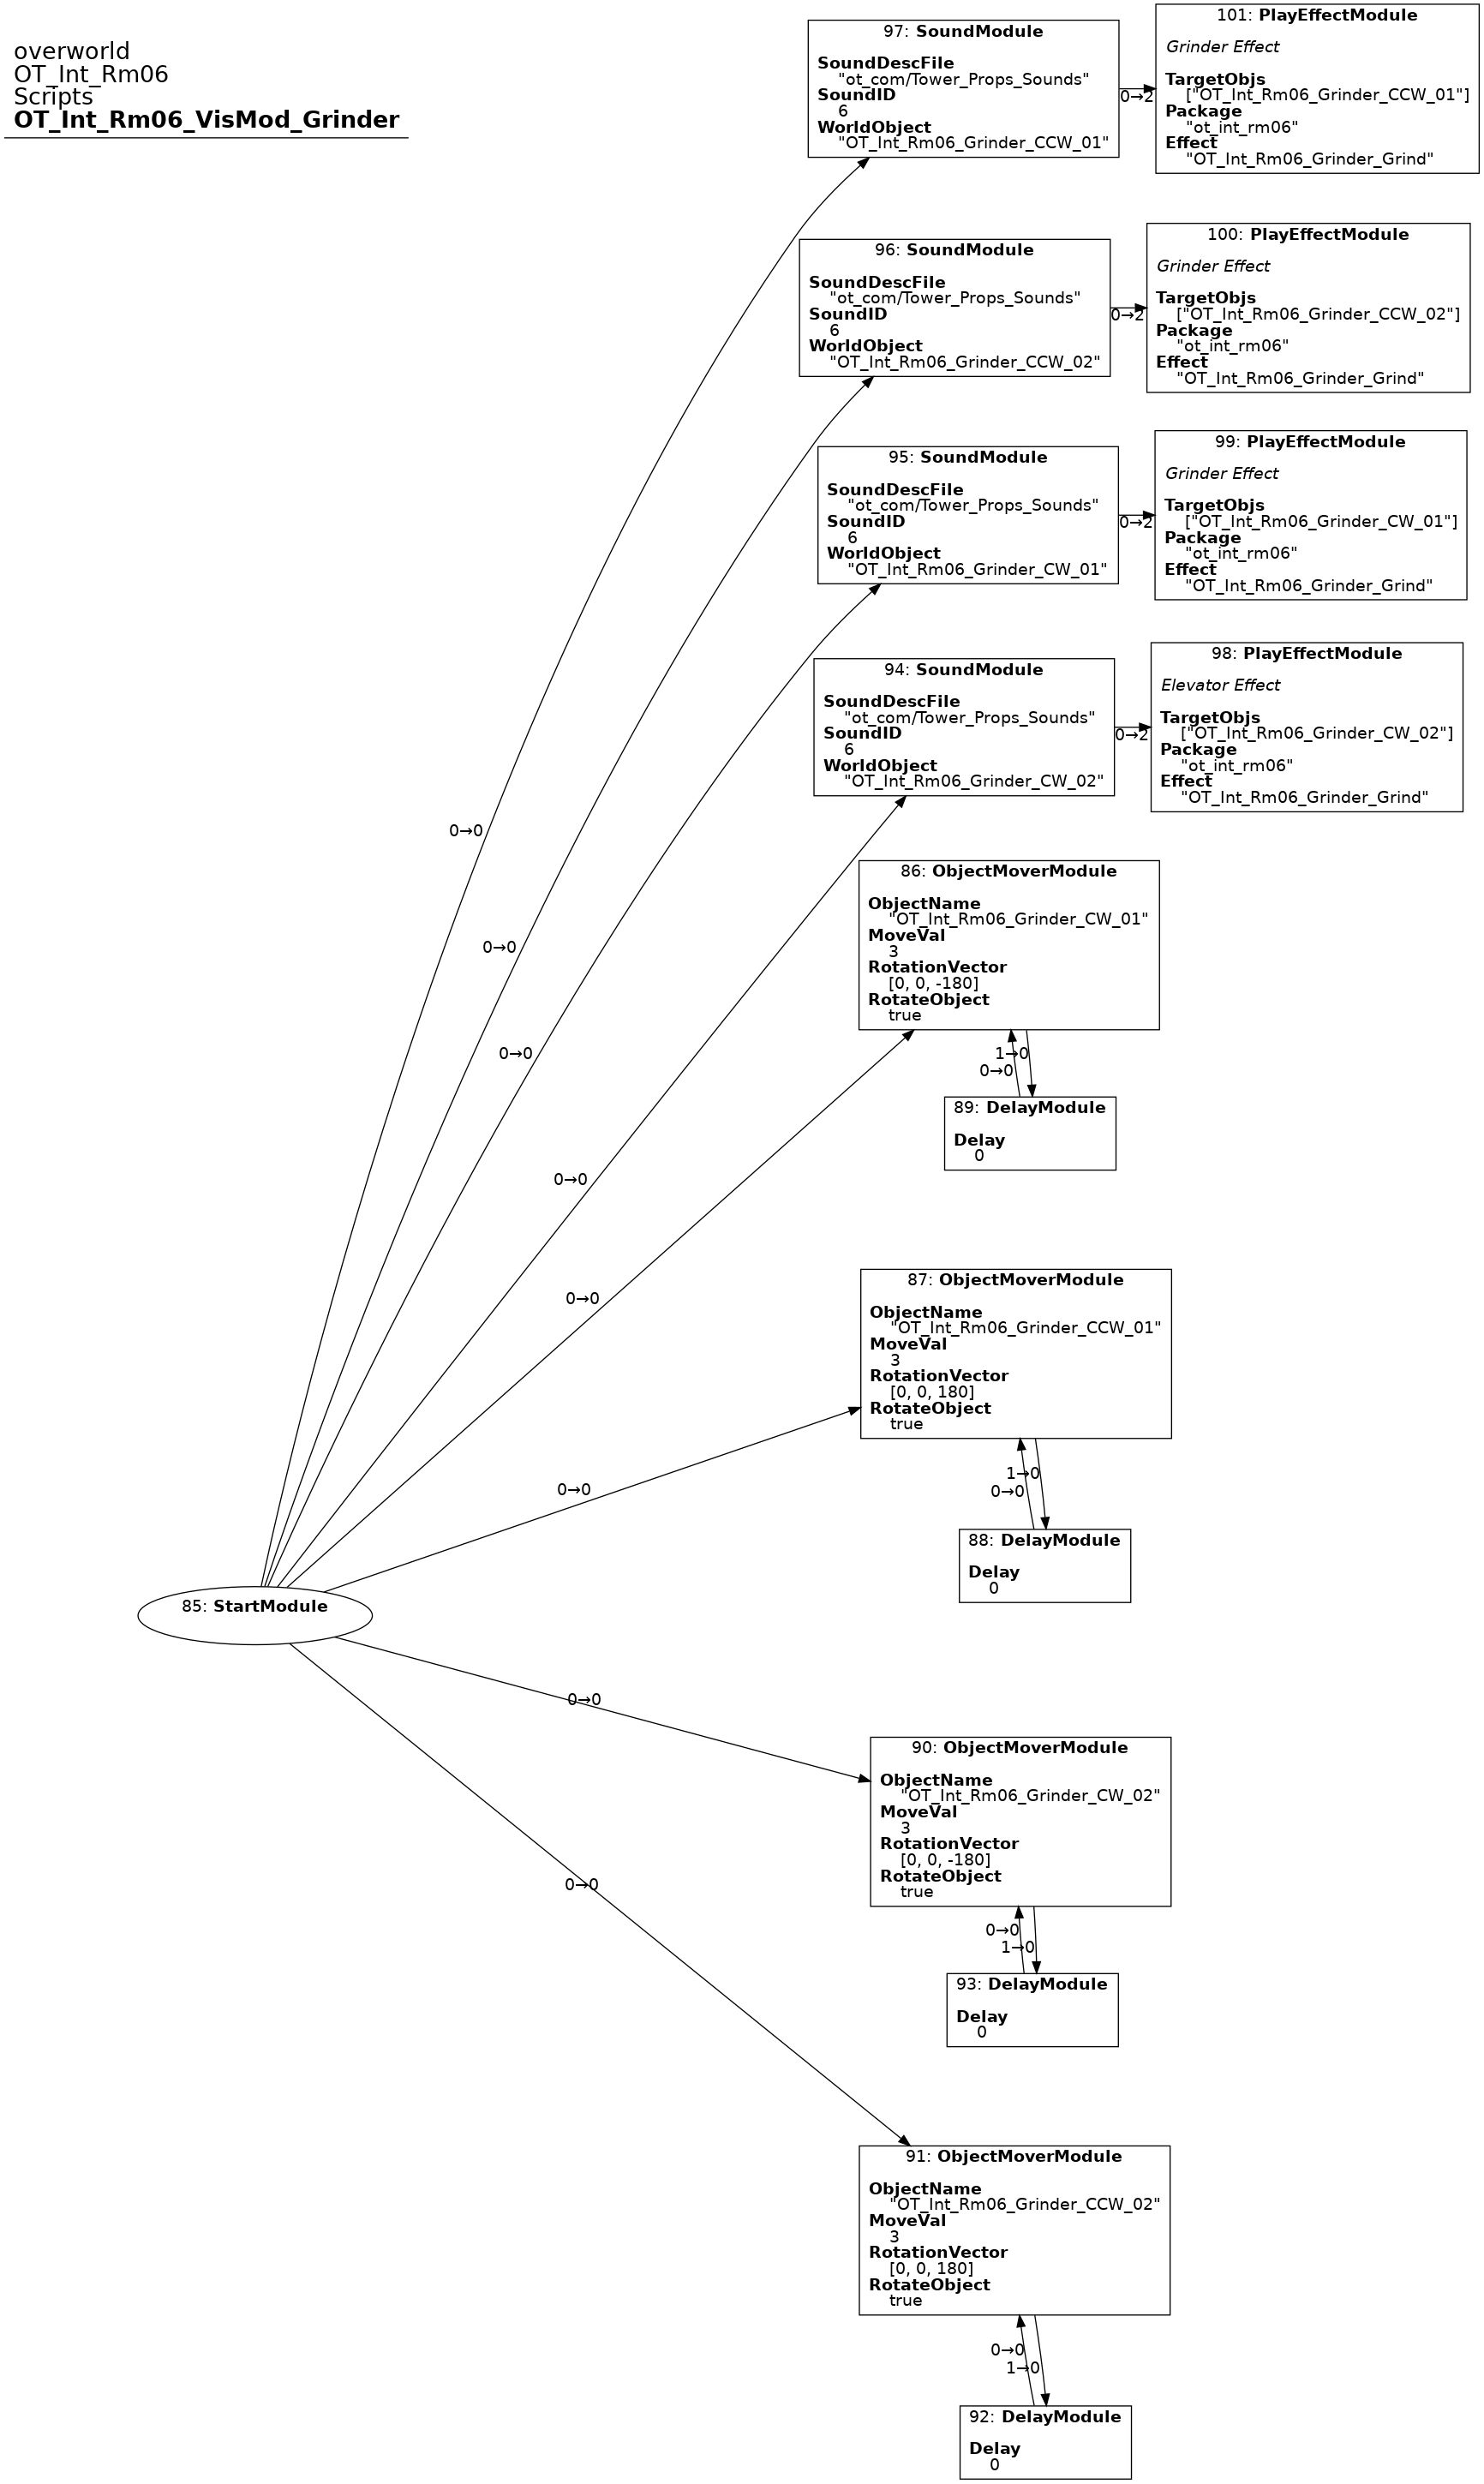 overworld
OT_Int_Rm06
Scripts
OT_Int_Rm06_VisMod_Grinder
97: SoundModule
SoundDescFile
"ot_com/Tower_Props_Sounds"
SoundID
6
WorldObject
"OT_Int_Rm06_Grinder_CCW_01"
0→2
101: PlayEffectModule
Grinder Effect
TargetObjs
["OT_Int_Rm06_Grinder_CCW_01"]
Package
"ot_int_rm06"
Effect
"OT_Int_Rm06_Grinder_Grind"
96: SoundModule
SoundDescFile
"ot_com/Tower_Props_Sounds"
SoundID
6
WorldObject
"OT_Int_Rm06_Grinder_CCW_02"
0→2
100: PlayEffectModule
Grinder Effect
TargetObjs
["OT_Int_Rm06_Grinder_CCW_02"]
Package
"ot_int_rm06"
Effect
"OT_Int_Rm06_Grinder_Grind"
95: SoundModule
SoundDescFile
"ot_com/Tower_Props_Sounds"
SoundID
6
WorldObject
"OT_Int_Rm06_Grinder_CW_01"
0→2
99: PlayEffectModule
Grinder Effect
TargetObjs
["OT_Int_Rm06_Grinder_CW_01"]
Package
"ot_int_rm06"
Effect
"OT_Int_Rm06_Grinder_Grind"
94: SoundModule
SoundDescFile
"ot_com/Tower_Props_Sounds"
SoundID
6
WorldObject
"OT_Int_Rm06_Grinder_CW_02"
0→2
98: PlayEffectModule
Elevator Effect
TargetObjs
["OT_Int_Rm06_Grinder_CW_02"]
Package
"ot_int_rm06"
Effect
"OT_Int_Rm06_Grinder_Grind"
0→0
0→0
0→0
0→0
0→0
0→0
86: ObjectMoverModule
ObjectName
"OT_Int_Rm06_Grinder_CW_01"
MoveVal
3
RotationVector
[0, 0, -180]
RotateObject
true
1→0
0→0
89: DelayModule
Delay
0
87: ObjectMoverModule
ObjectName
"OT_Int_Rm06_Grinder_CCW_01"
MoveVal
3
RotationVector
[0, 0, 180]
RotateObject
true
1→0
0→0
88: DelayModule
Delay
0
85: StartModule
0→0
0→0
90: ObjectMoverModule
ObjectName
"OT_Int_Rm06_Grinder_CW_02"
MoveVal
3
RotationVector
[0, 0, -180]
RotateObject
true
0→0
1→0
93: DelayModule
Delay
0
91: ObjectMoverModule
ObjectName
"OT_Int_Rm06_Grinder_CCW_02"
MoveVal
3
RotationVector
[0, 0, 180]
RotateObject
true
0→0
1→0
92: DelayModule
Delay
0